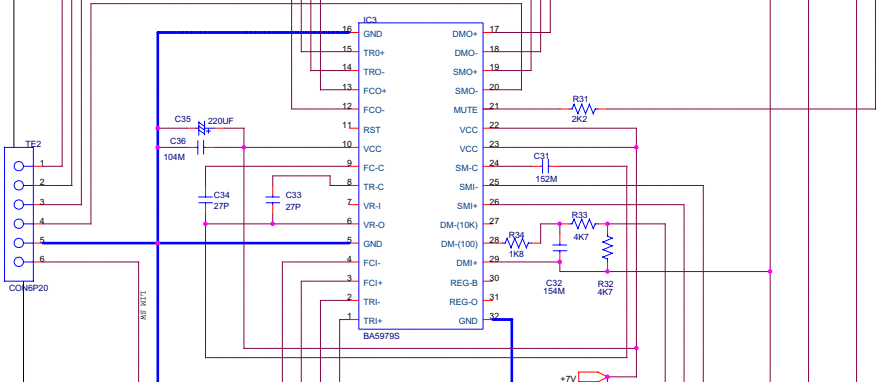 IC3
16 GND DMO+ 17
15 TR0+ DMO- 18
14 TRO- SMO+ 19
13 FCO+ SMO- 20
12 FCO- MUTE 21
R31
2K2
11 RST VCC 22
C35 220UF
10 VCC VCC 23
C36
104M
9 FC-C SM-C 24
C31
152M
8 TR-C SMI- 25
7 VR-I SMI+ 26
C34
27P
C33
27P
6 VR-O DM-(10K) 27
R33
4K7
5 GND DM-(100) 28
R34
1K8
4 FCI- DMI+ 29
3 FCI+ REG-B 30
C32
154M
R32
4K7
2 TRI- REG-O 31
1 TRI+ GND 32
BA5979S
TE2
1
2
3
4
5
6
CON6P20
LIM SW
+7V